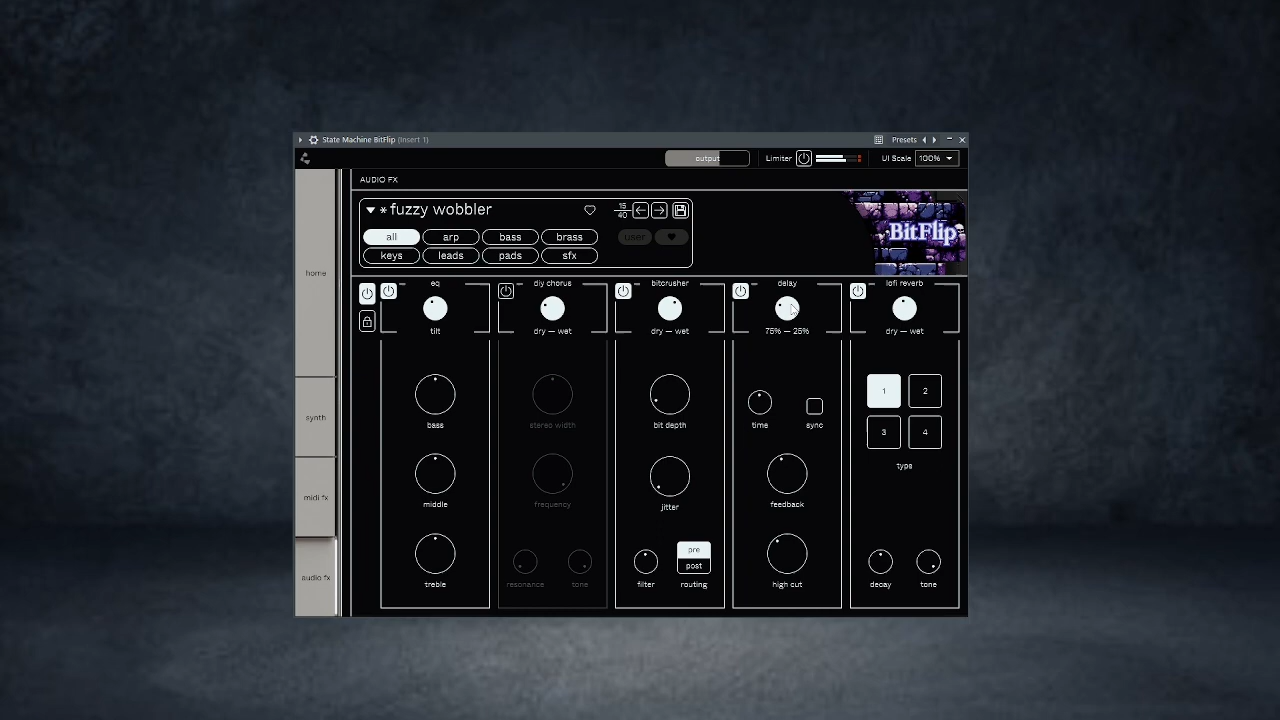 State Machine BitFlip (Insert 1)
Presets
output
Limiter
UI Scale
100%
AUDIO FX
* fuzzy wobbler
15
40
all
arp
bass
brass
user
keys
leads
pads
sfx
BitFlip
home
synth
midi fx
audio fx
eq
diy chorus
bitcrusher
delay
lofi reverb
tilt
dry — wet
dry — wet
75% — 25%
dry — wet
bass
stereo width
bit depth
time
sync
1
2
3
4
type
middle
frequency
jitter
feedback
pre
post
treble
resonance
tone
filter
routing
high cut
decay
tone